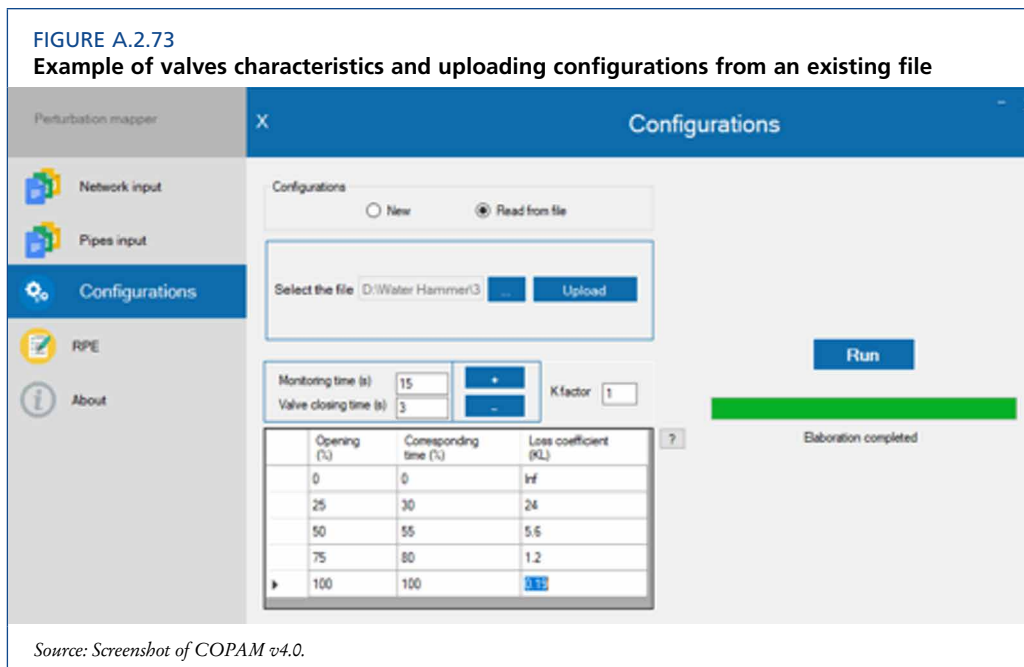 FIGURE A.2.73
Example of valves characteristics and uploading configurations from an existing file
Perturbation mapper
X
Configurations
Network input
Pipes input
Configurations
RPE
About
Configurations
New
Read from file
Select the file
D:\Water Hammer\3
...
Upload
Monitoring time (s)
15
+
Valve closing time (s)
3
-
K factor
1
Run
Elaboration completed
?
Opening (%) Corresponding time (%) Loss coefficient (KL)
0 0 Inf
25 30 24
50 55 5.6
75 80 1.2
100 100 0.15
Source: Screenshot of COPAM v4.0.